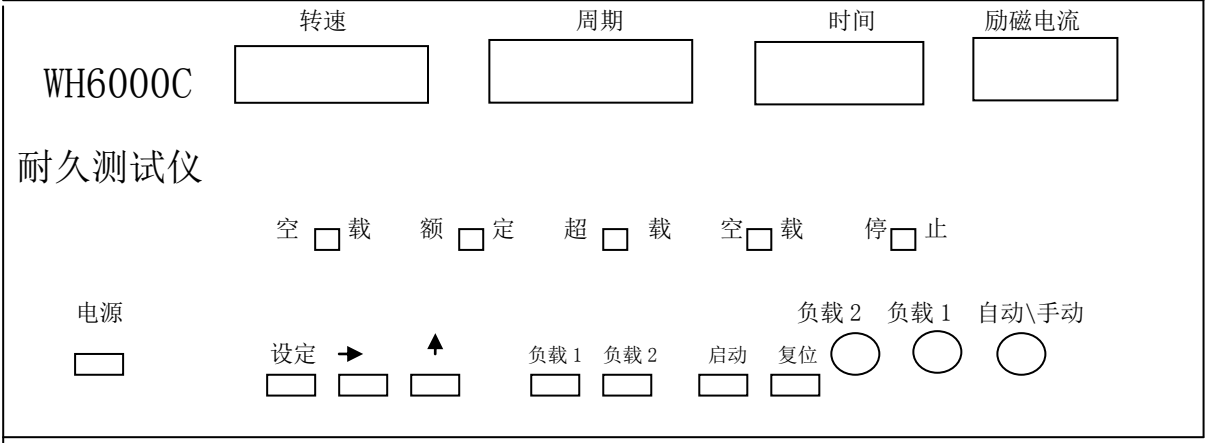 转速 周期 时间 励磁电流
WH6000C
耐久测试仪
空 载 额 定 超 载 空 载 停 止
电源 负载2 负载1 自动\手动
设定 → ↑ 负载1 负载2 启动 复位